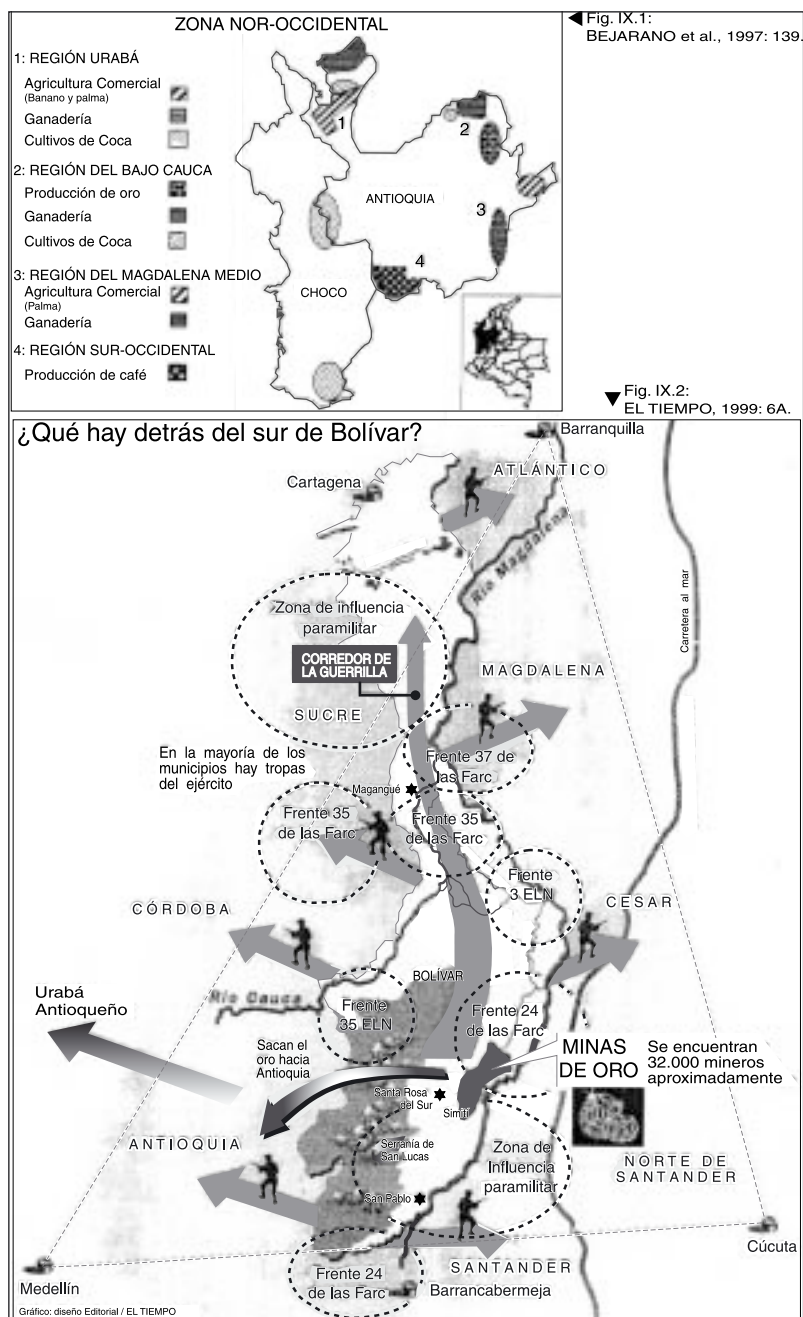 ZONA NOR-OCCIDENTAL
1: REGIÓN URABÁ
Agricultura Comercial
(Banano y palma)
Ganadería
Cultivos de Coca
2: REGIÓN DEL BAJO CAUCA
Producción de oro
Ganadería
Cultivos de Coca
3: REGIÓN DEL MAGDALENA MEDIO
Agricultura Comercial
(Palma)
Ganadería
4: REGIÓN SUR-OCCIDENTAL
Producción de café
1
2
ANTIOQUIA
3
4
CHOCO
Fig. IX.1:
BEJARANO et al., 1997: 139.
Fig. IX.2:
EL TIEMPO, 1999: 6A.
¿Qué hay detrás del sur de Bolívar?
Barranquilla
ATLÁNTICO
Cartagena
Río Magdalena
Carretera al mar
Zona de influencia
paramilitar
CORREDOR DE
LA GUERRILLA
MAGDALENA
SUCRE
En la mayoría de los
municipios hay tropas
del ejército
Frente 37 de
las Farc
Magangué
Frente 35
de las Farc
Frente 35
de las Farc
Frente
3 ELN
CÓRDOBA
CESAR
BOLÍVAR
Urabá
Antioqueño
Río Cauca
Frente
35 ELN
Frente 24
de las Farc
Sacan el
oro hacia
Antioquia
MINAS
DE ORO
Se encuentran
32.000 mineros
aproximadamente
Santa Rosa
del Sur
Simití
ANTIOQUIA
Serranía de
San Lucas
Zona de
Influencia
paramilitar
NORTE DE
SANTANDER
San Pablo
Cúcuta
Medellín
Frente 24
de las Farc
SANTANDER
Barrancabermeja
Gráfico: diseño Editorial / EL TIEMPO